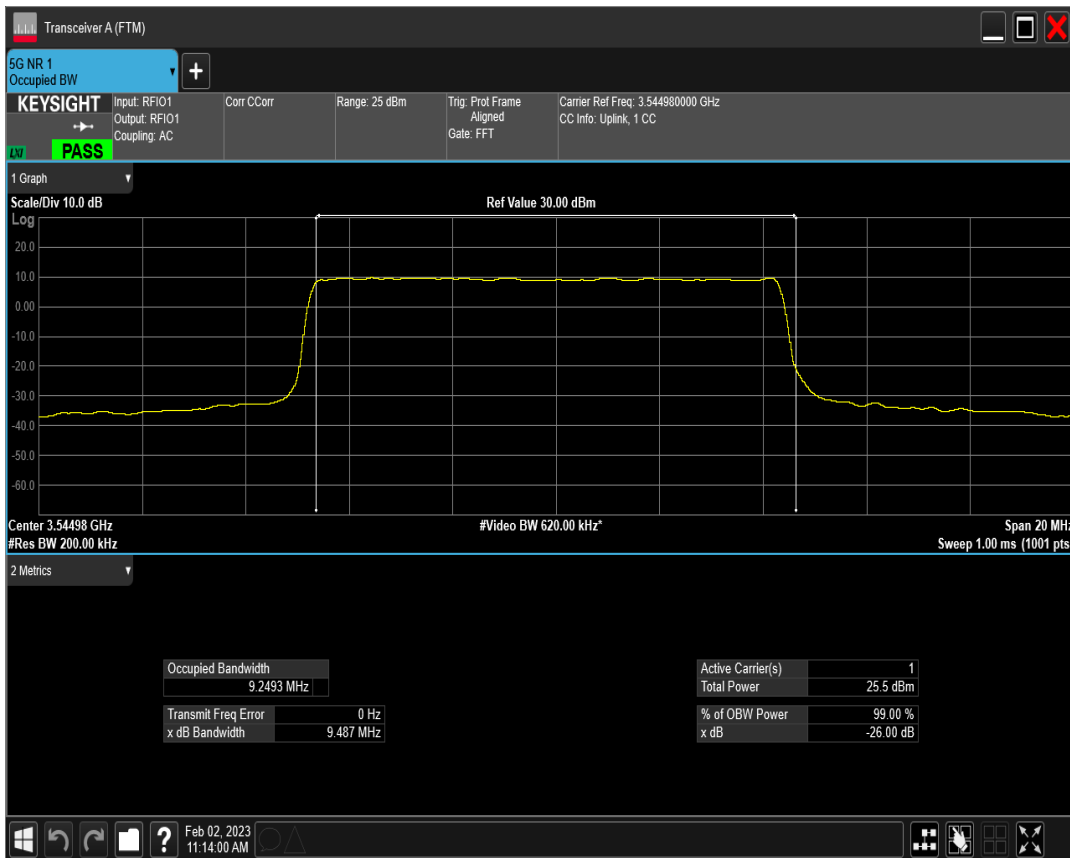 Transceiver A (FTM)
5G NR 1
Occupied BW
+
KEYSIGHT
LXI
PASS
Input: RFIO1
Output: RFIO1
Coupling: AC
Corr CCorr
Range: 25 dBm
Trig: Prot Frame
Aligned
Gate: FFT
Carrier Ref Freq: 3.544980000 GHz
CC Info: Uplink, 1 CC
1 Graph
Scale/Div 10.0 dB
Ref Value 30.00 dBm
Log
20.0
10.0
0.00
-10.0
-20.0
-30.0
-40.0
-50.0
-60.0
Center 3.54498 GHz
#Video BW 620.00 kHz*
Span 20 MHz
#Res BW 200.00 kHz
Sweep 1.00 ms (1001 pts
2 Metrics
Occupied Bandwidth
9.2493 MHz
Transmit Freq Error 0 Hz
x dB Bandwidth 9.487 MHz
Active Carrier(s) 1
Total Power 25.5 dBm
% of OBW Power 99.00 %
x dB -26.00 dB
?
Feb 02, 2023
11:14:00 AM